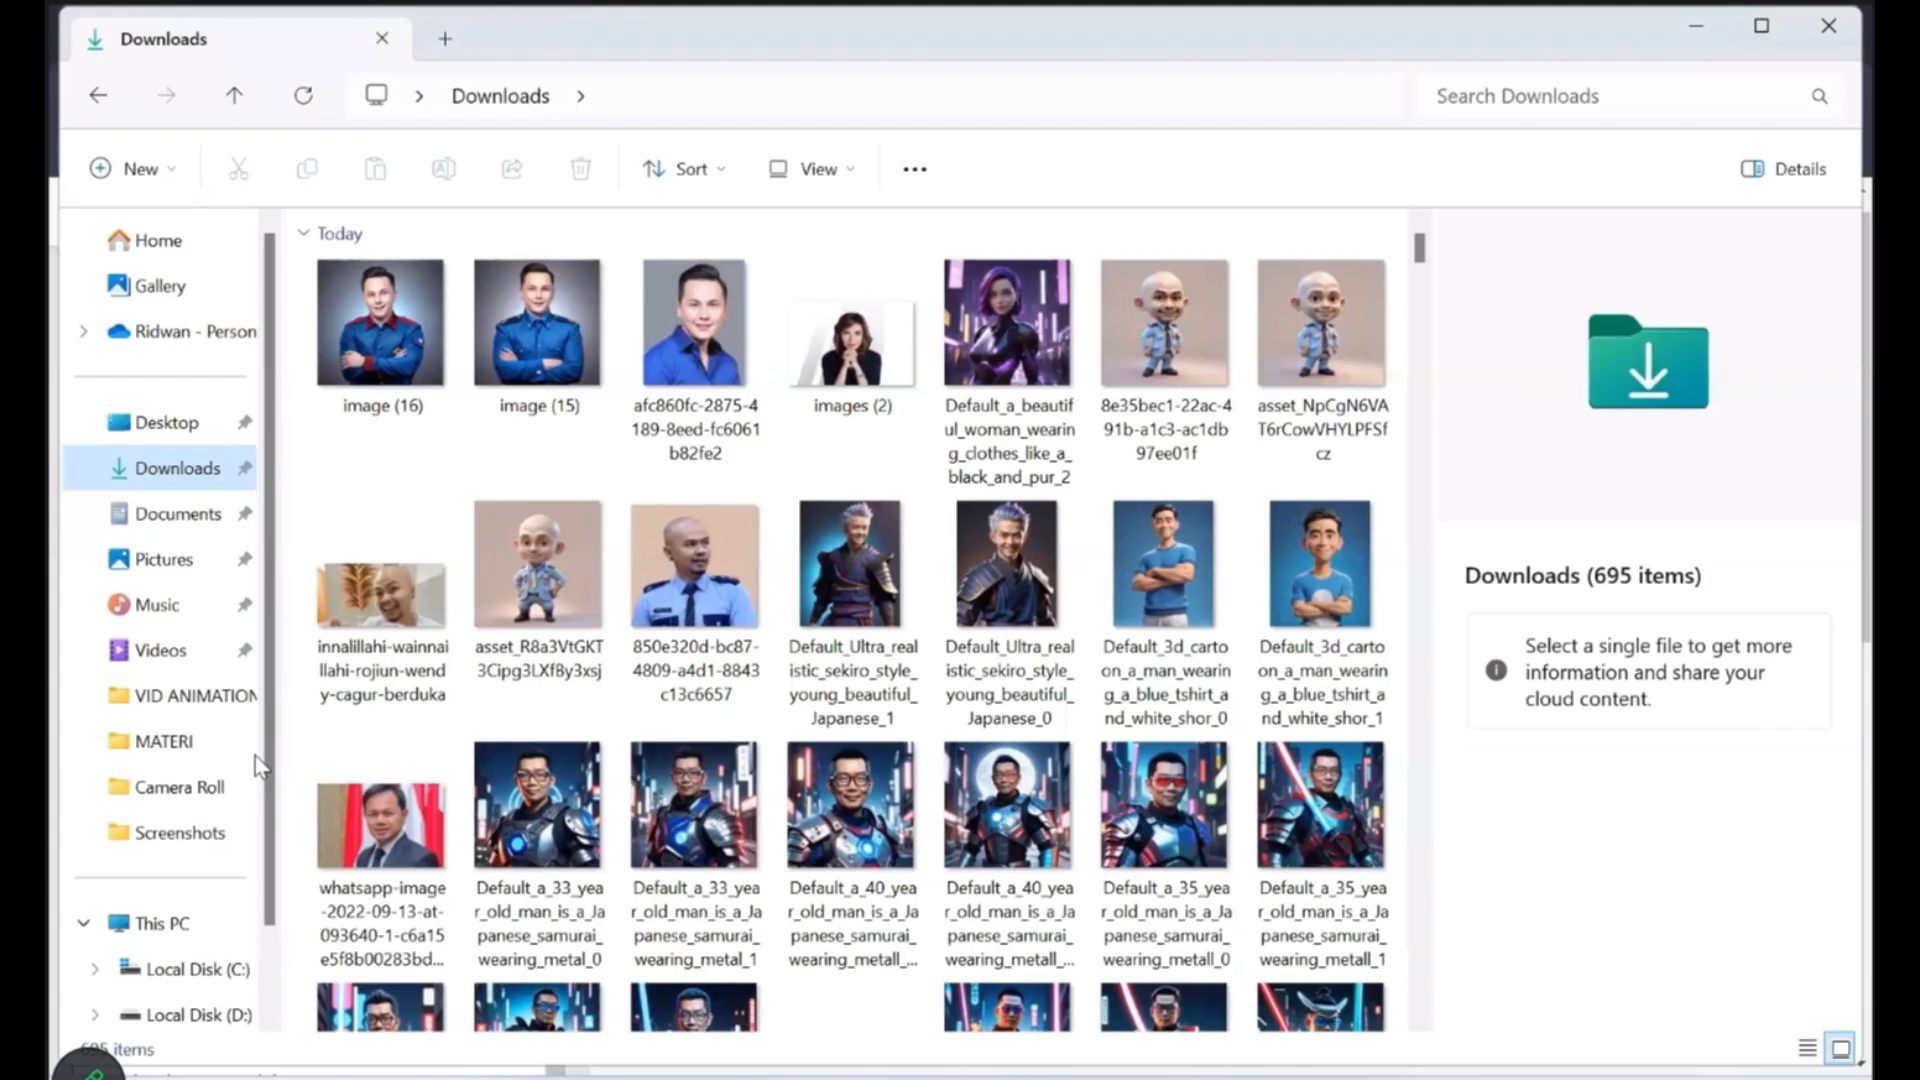 Downloads
Downloads
Search Downloads
New
Sort
View
Details
Home
Gallery
Ridwan - Person
Desktop
Downloads
Documents
Pictures
Music
Videos
VID ANIMATION
MATERI
Camera Roll
Screenshots
This PC
Local Disk (C:)
Local Disk (D:)
Today
image (16)
image (15)
afc860fc-2875-4
189-8eed-fc6061
b82fe2
images (2)
Default_a_beautif
ul_woman_wearin
g_clothes_like_a_
black_and_pur_2
8e35bec1-22ac-4
91b-a1c3-ac1db
97ee01f
asset_NpCgN6VA
T6rCowVHYLPFSf
cz
innalillahi-wainnai
llahi-rojiun-wend
y-cagur-berduka
asset_R8a3VtGKT
3Cipg3LXfBy3xsj
850e320d-bc87-
4809-a4d1-8843
c13c6657
Default_Ultra_real
istic_sekiro_style_
young_beautiful_
Japanese_1
Default_Ultra_real
istic_sekiro_style_
young_beautiful_
Japanese_0
Default_3d_carto
on_a_man_wearin
g_a_blue_tshirt_a
nd_white_shor_0
Default_3d_carto
on_a_man_wearin
g_a_blue_tshirt_a
nd_white_shor_1
whatsapp-image
-2022-09-13-at-
093640-1-c6a15
e5f8b00283bd...
Default_a_33_yea
r_old_man_is_a_Ja
panese_samurai_
wearing_metal_0
Default_a_33_yea
r_old_man_is_a_Ja
panese_samurai_
wearing_metal_1
Default_a_40_yea
r_old_man_is_a_Ja
panese_samurai_
wearing_metall_...
Default_a_40_yea
r_old_man_is_a_Ja
panese_samurai_
wearing_metall_...
Default_a_35_yea
r_old_man_is_a_Ja
panese_samurai_
wearing_metall_0
Default_a_35_yea
r_old_man_is_a_Ja
panese_samurai_
wearing_metall_1
Downloads (695 items)
Select a single file to get more
information and share your
cloud content.
695 items